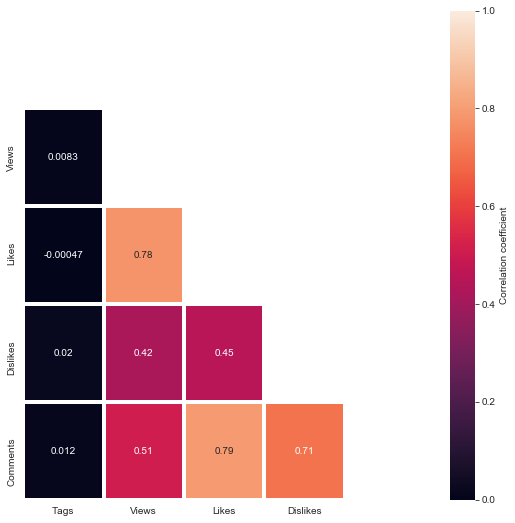 1.0
0.8
0.6
0.4
0.2
0.0
Correlation coefficient
Views
0.0083
Likes
-0.00047 0.78
Dislikes
0.02 0.42 0.45
Comments
0.012 0.51 0.79 0.71
Tags Views Likes Dislikes